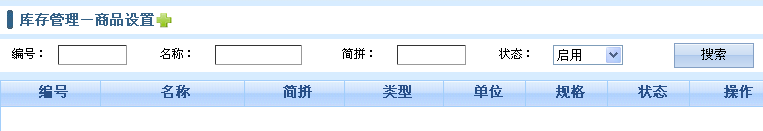 库存管理—商品设置
编号： 名称： 简拼： 状态： 启用 搜索
编号 名称 简拼 类型 单位 规格 状态 操作